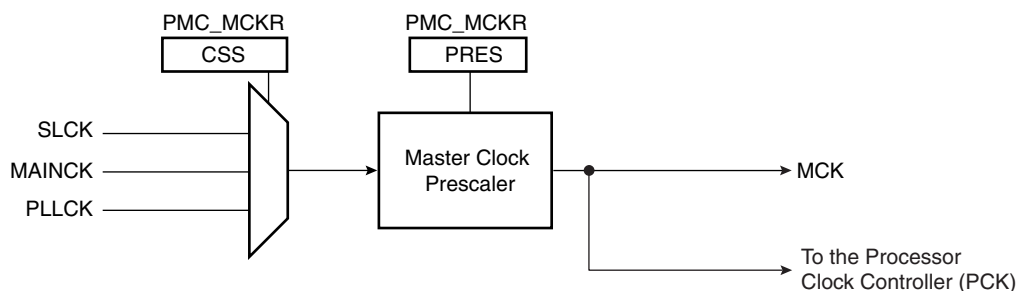 PMC_MCKR
PMC_MCKR
CSS
PRES
SLCK
MAINCK
PLLCK
Master Clock
Prescaler
MCK
To the Processor
Clock Controller (PCK)